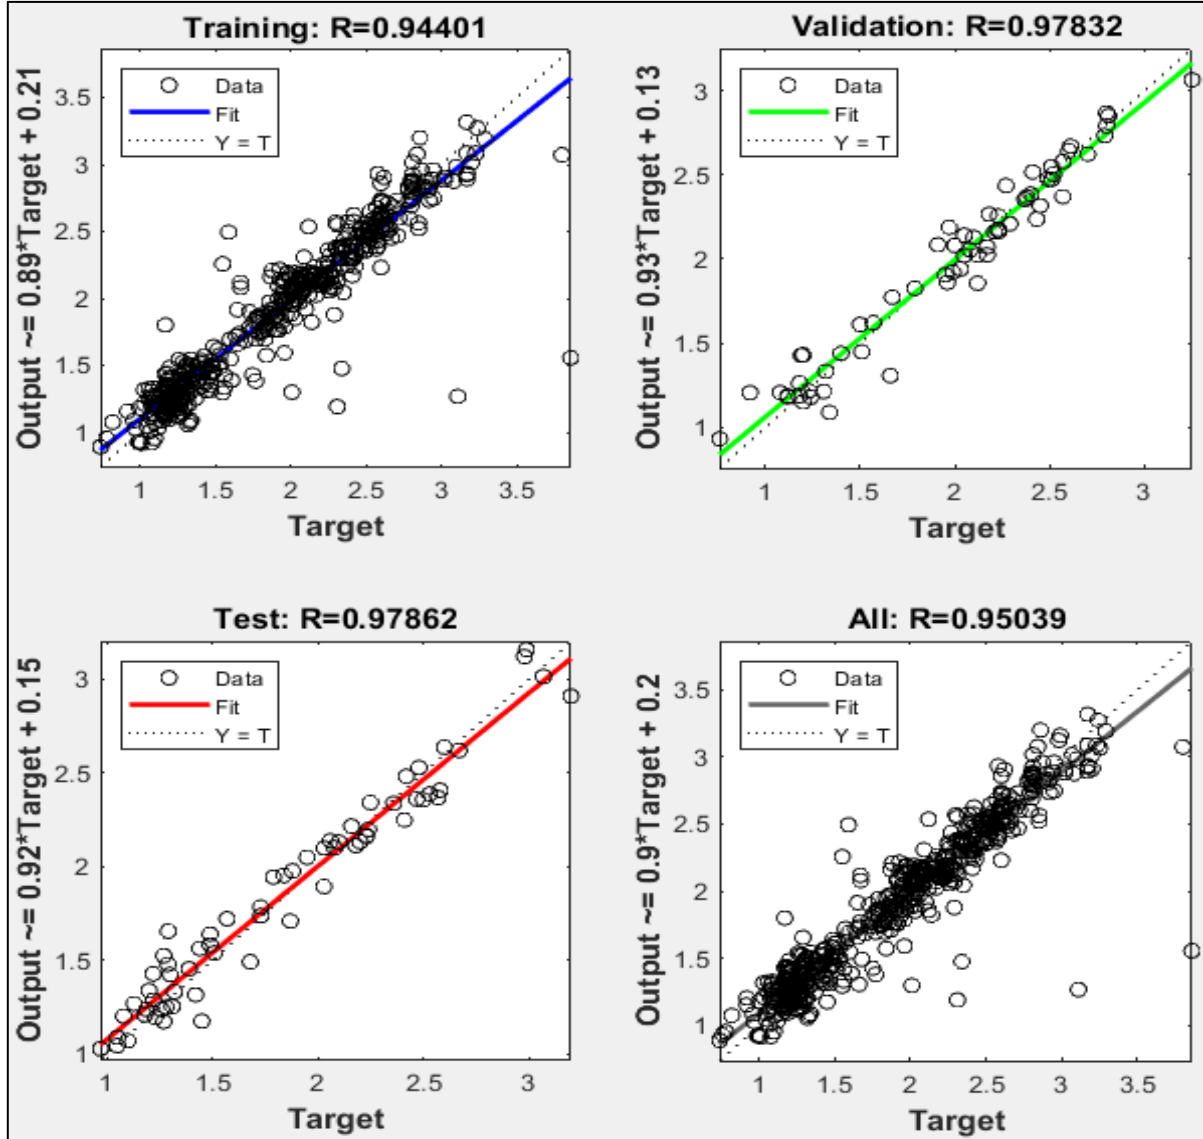 Training: R=0.94401
Output ~= 0.89*Target + 0.21
Data
Fit
Y = T
3.5
3
2.5
2
1.5
1
1 1.5 2 2.5 3 3.5
Target
Validation: R=0.97832
Output ~= 0.93*Target + 0.13
Data
Fit
Y = T
3
2.5
2
1.5
1
1 1.5 2 2.5 3
Target
Test: R=0.97862
Output ~= 0.92*Target + 0.15
Data
Fit
Y = T
3
2.5
2
1.5
1
1 1.5 2 2.5 3
Target
All: R=0.95039
Output ~= 0.9*Target + 0.2
Data
Fit
Y = T
3.5
3
2.5
2
1.5
1
1 1.5 2 2.5 3 3.5
Target